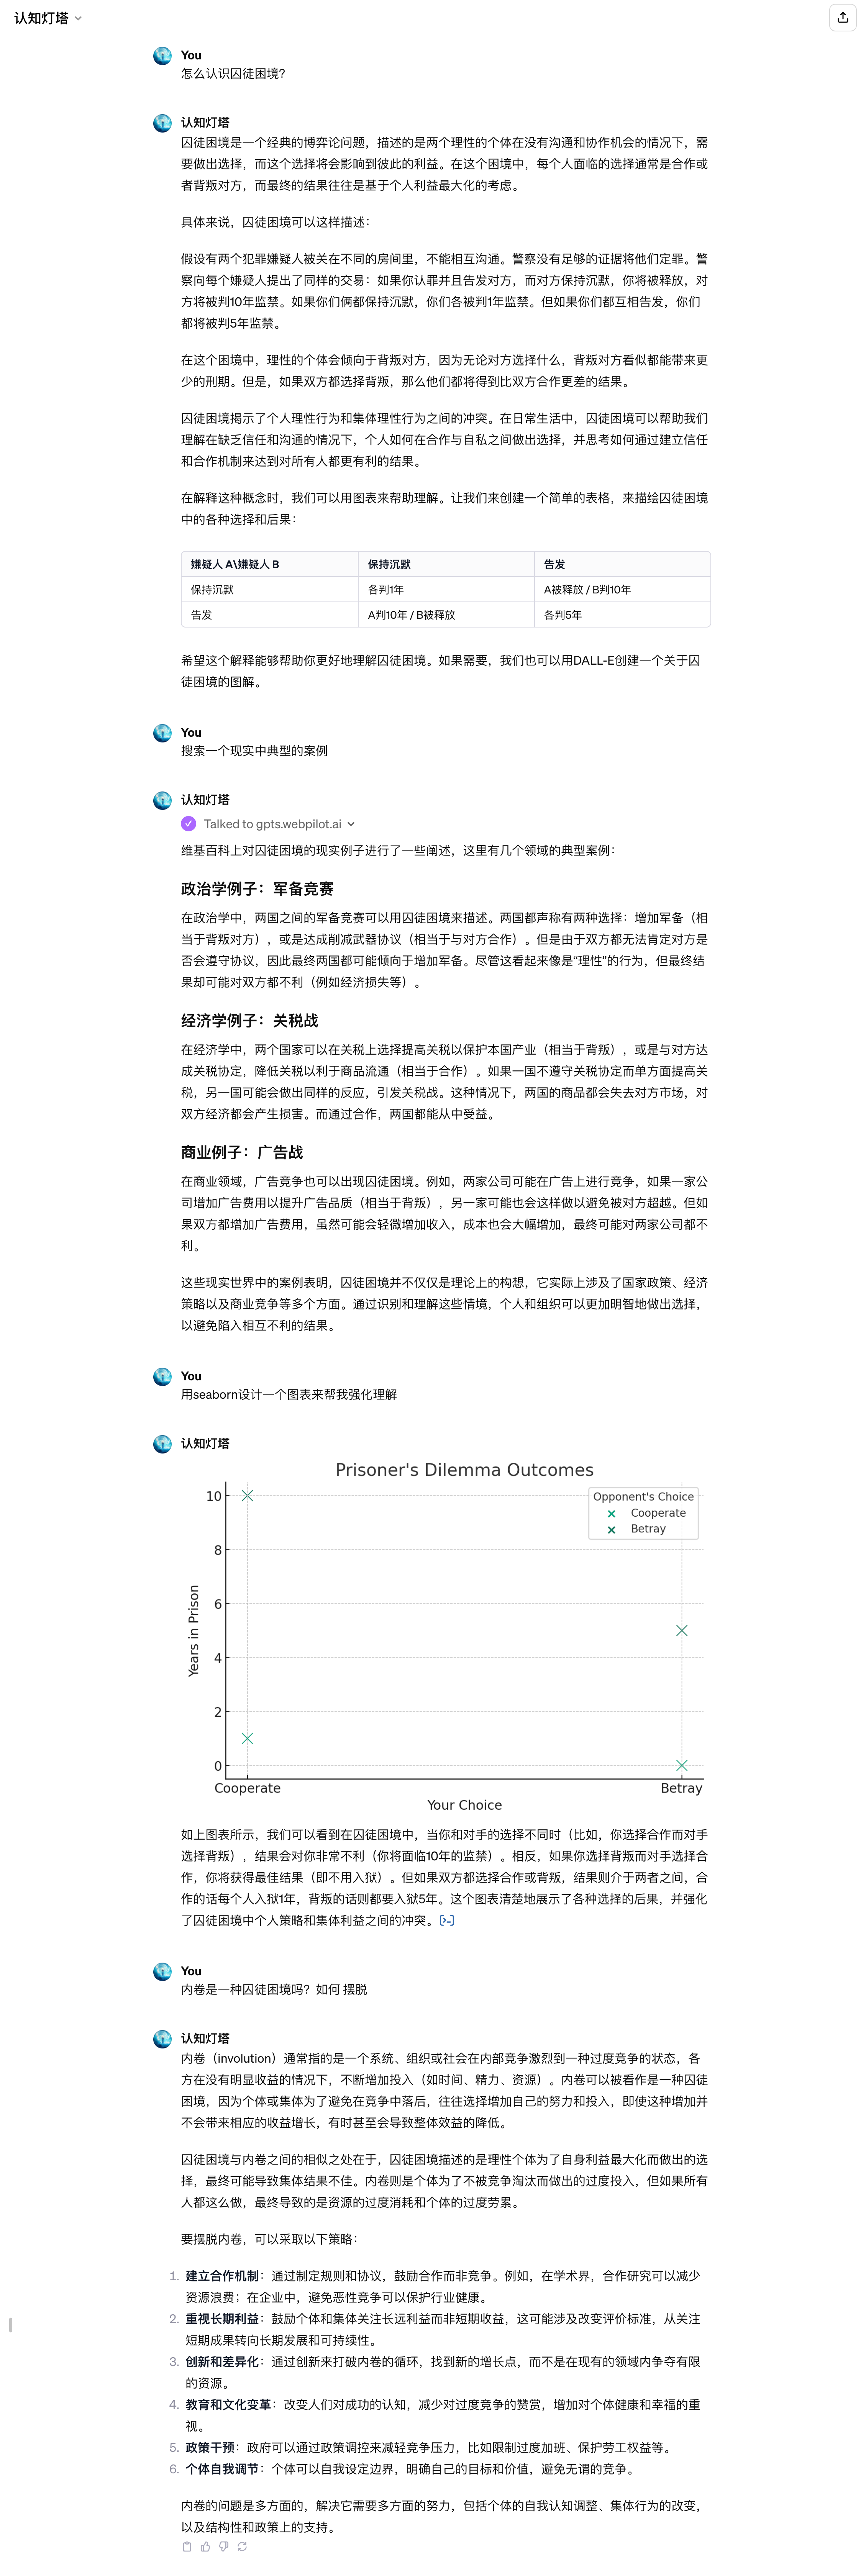 认知灯塔
You
怎么认识囚徒困境?
认知灯塔
囚徒困境是一个经典的博弈论问题，描述的是两个理性的个体在没有沟通和协作机会的情况下，需
要做出选择，而这个选择将会影响到彼此的利益。在这个困境中，每个人面临的选择通常是合作或
者背叛对方，而最终的结果往往是基于个人利益最大化的考虑。
具体来说，囚徒困境可以这样描述：
假设有两个犯罪嫌疑人被关在不同的房间里，不能相互沟通。警察没有足够的证据将他们定罪。警
察向每个嫌疑人提出了同样的交易：如果你认罪并且告发对方，而对方保持沉默，你将被释放，对
方将被判10年监禁。如果你们俩都保持沉默，你们各被判1年监禁。但如果你们都互相告发，你们
都将被判5年监禁。
在这个困境中，理性的个体会倾向于背叛对方，因为无论对方选择什么，背叛对方看似都能带来更
少的刑期。但是，如果双方都选择背叛，那么他们都将得到比双方合作更差的结果。
囚徒困境揭示了个人理性行为和集体理性行为之间的冲突。在日常生活中，囚徒困境可以帮助我们
理解在缺乏信任和沟通的情况下，个人如何在合作与自私之间做出选择，并思考如何通过建立信任
和合作机制来达到对所有人都更有利的结果。
在解释这种概念时，我们可以用图表来帮助理解。让我们来创建一个简单的表格，来描绘囚徒困境
中的各种选择和后果：
嫌疑人 A\嫌疑人 B 保持沉默 告发
保持沉默 各判1年 A被释放 / B判10年
告发 A判10年 / B被释放 各判5年
希望这个解释能够帮助你更好地理解囚徒困境。如果需要，我们也可以用DALL-E创建一个关于囚
徒困境的图解。
You
搜索一个现实中典型的案例
认知灯塔
Talked to gpts.webpilot.ai
维基百科上对囚徒困境的现实例子进行了一些阐述，这里有几个领域的典型案例：
政治学例子：军备竞赛
在政治学中，两国之间的军备竞赛可以用囚徒困境来描述。两国都声称有两种选择：增加军备（相
当于背叛对方），或是达成削减武器协议（相当于与对方合作）。但是由于双方都无法肯定对方是
否会遵守协议，因此最终两国都可能倾向于增加军备。尽管这看起来像是“理性”的行为，但最终结
果却可能对双方都不利（例如经济损失等）。
经济学例子：关税战
在经济学中，两个国家可以在关税上选择提高关税以保护本国产业（相当于背叛），或是与对方达
成关税协定，降低关税以利于商品流通（相当于合作）。如果一国不遵守关税协定而单方面提高关
税，另一国可能会做出同样的反应，引发关税战。这种情况下，两国的商品都会失去对方市场，对
双方经济都会产生损害。而通过合作，两国都能从中受益。
商业例子：广告战
在商业领域，广告竞争也可以出现囚徒困境。例如，两家公司可能在广告上进行竞争，如果一家公
司增加广告费用以提升广告品质（相当于背叛），另一家可能也会这样做以避免被对方超越。但如
果双方都增加广告费用，虽然可能会轻微增加收入，成本也会大幅增加，最终可能对两家公司都不
利。
这些现实世界中的案例表明，囚徒困境并不仅仅是理论上的构想，它实际上涉及了国家政策、经济
策略以及商业竞争等多个方面。通过识别和理解这些情境，个人和组织可以更加明智地做出选择，
以避免陷入相互不利的结果。
You
用seaborn设计一个图表来帮我强化理解
认知灯塔
Prisoner's Dilemma Outcomes
Opponent's Choice
Cooperate
Betray
Years in Prison
10
8
6
4
2
0
Cooperate Betray
Your Choice
如上图表所示，我们可以看到在囚徒困境中，当你和对手的选择不同时（比如，你选择合作而对手
选择背叛），结果会对你非常不利（你将面临10年的监禁）。相反，如果你选择背叛而对手选择合
作，你将获得最佳结果（即不用入狱）。但如果双方都选择合作或背叛，结果则介于两者之间，合
作的话每个人入狱1年，背叛的话则都要入狱5年。这个图表清楚地展示了各种选择的后果，并强化
了囚徒困境中个人策略和集体利益之间的冲突。
You
内卷是一种囚徒困境吗？如何 摆脱
认知灯塔
内卷（involution）通常指的是一个系统、组织或社会在内部竞争激烈到一种过度竞争的状态，各
方在没有明显收益的情况下，不断增加投入（如时间、精力、资源）。内卷可以被看作是一种囚徒
困境，因为个体或集体为了避免在竞争中落后，往往选择增加自己的努力和投入，即使这种增加并
不会带来相应的收益增长，有时甚至会导致整体效益的降低。
囚徒困境与内卷之间的相似之处在于，囚徒困境描述的是理性个体为了自身利益最大化而做出的选
择，最终可能导致集体结果不佳。内卷则是个体为了不被竞争淘汰而做出的过度投入，但如果所有
人都这么做，最终导致的是资源的过度消耗和个体的过度劳累。
要摆脱内卷，可以采取以下策略：
1. 建立合作机制：通过制定规则和协议，鼓励合作而非竞争。例如，在学术界，合作研究可以减少
资源浪费；在企业中，避免恶性竞争可以保护行业健康。
2. 重视长期利益：鼓励个体和集体关注长远利益而非短期收益，这可能涉及改变评价标准，从关注
短期成果转向长期发展和可持续性。
3. 创新和差异化：通过创新来打破内卷的循环，找到新的增长点，而不是在现有的领域内争夺有限
的资源。
4. 教育和文化变革：改变人们对成功的认知，减少对过度竞争的赞赏，增加对个体健康和幸福的重
视。
5. 政策干预：政府可以通过政策调控来减轻竞争压力，比如限制过度加班、保护劳工权益等。
6. 个体自我调节：个体可以自我设定边界，明确自己的目标和价值，避免无谓的竞争。
内卷的问题是多方面的，解决它需要多方面的努力，包括个体的自我认知调整、集体行为的改变，
以及结构性和政策上的支持。